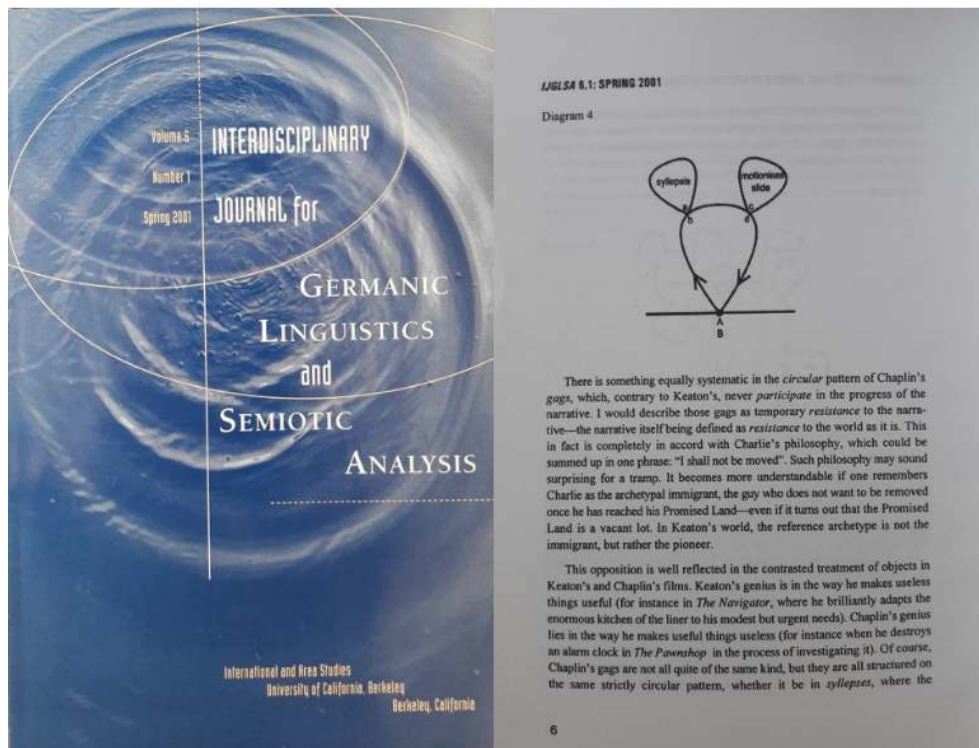 Volume 6
Number 1
Spring 2001
INTERDISCIPLINARY
JOURNAL for
GERMANIC
LINGUISTICS
and
SEMIOTIC
ANALYSIS
International and Area Studies
University of California, Berkeley
Berkeley, California
IJGLSA 6.1: SPRING 2001
Diagram 4
syllepsis
motionless
slide
A
B
There is something equally systematic in the circular pattern of Chaplin's
gags, which, contrary to Keaton's, never participate in the progress of the
narrative. I would describe those gags as temporary resistance to the narra-
tive—the narrative itself being defined as resistance to the world as it is. This
in fact is completely in accord with Charlie's philosophy, which could be
summed up in one phrase: “I shall not be moved”. Such philosophy may sound
surprising for a tramp. It becomes more understandable if one remembers
Charlie as the archetypal immigrant, the guy who does not want to be removed
once he has reached his Promised Land—even if it turns out that the Promised
Land is a vacant lot. In Keaton's world, the reference archetype is not the
immigrant, but rather the pioneer.
This opposition is well reflected in the contrasted treatment of objects in
Keaton's and Chaplin's films. Keaton's genius is in the way he makes useless
things useful (for instance in The Navigator, where he brilliantly adapts the
enormous kitchen of the liner to his modest but urgent needs). Chaplin's genius
lies in the way he makes useful things useless (for instance when he destroys
an alarm clock in The Pawnshop in the process of investigating it). Of course,
Chaplin's gags are not all quite of the same kind, but they are all structured on
the same strictly circular pattern, whether it be in syllepses, where the
6